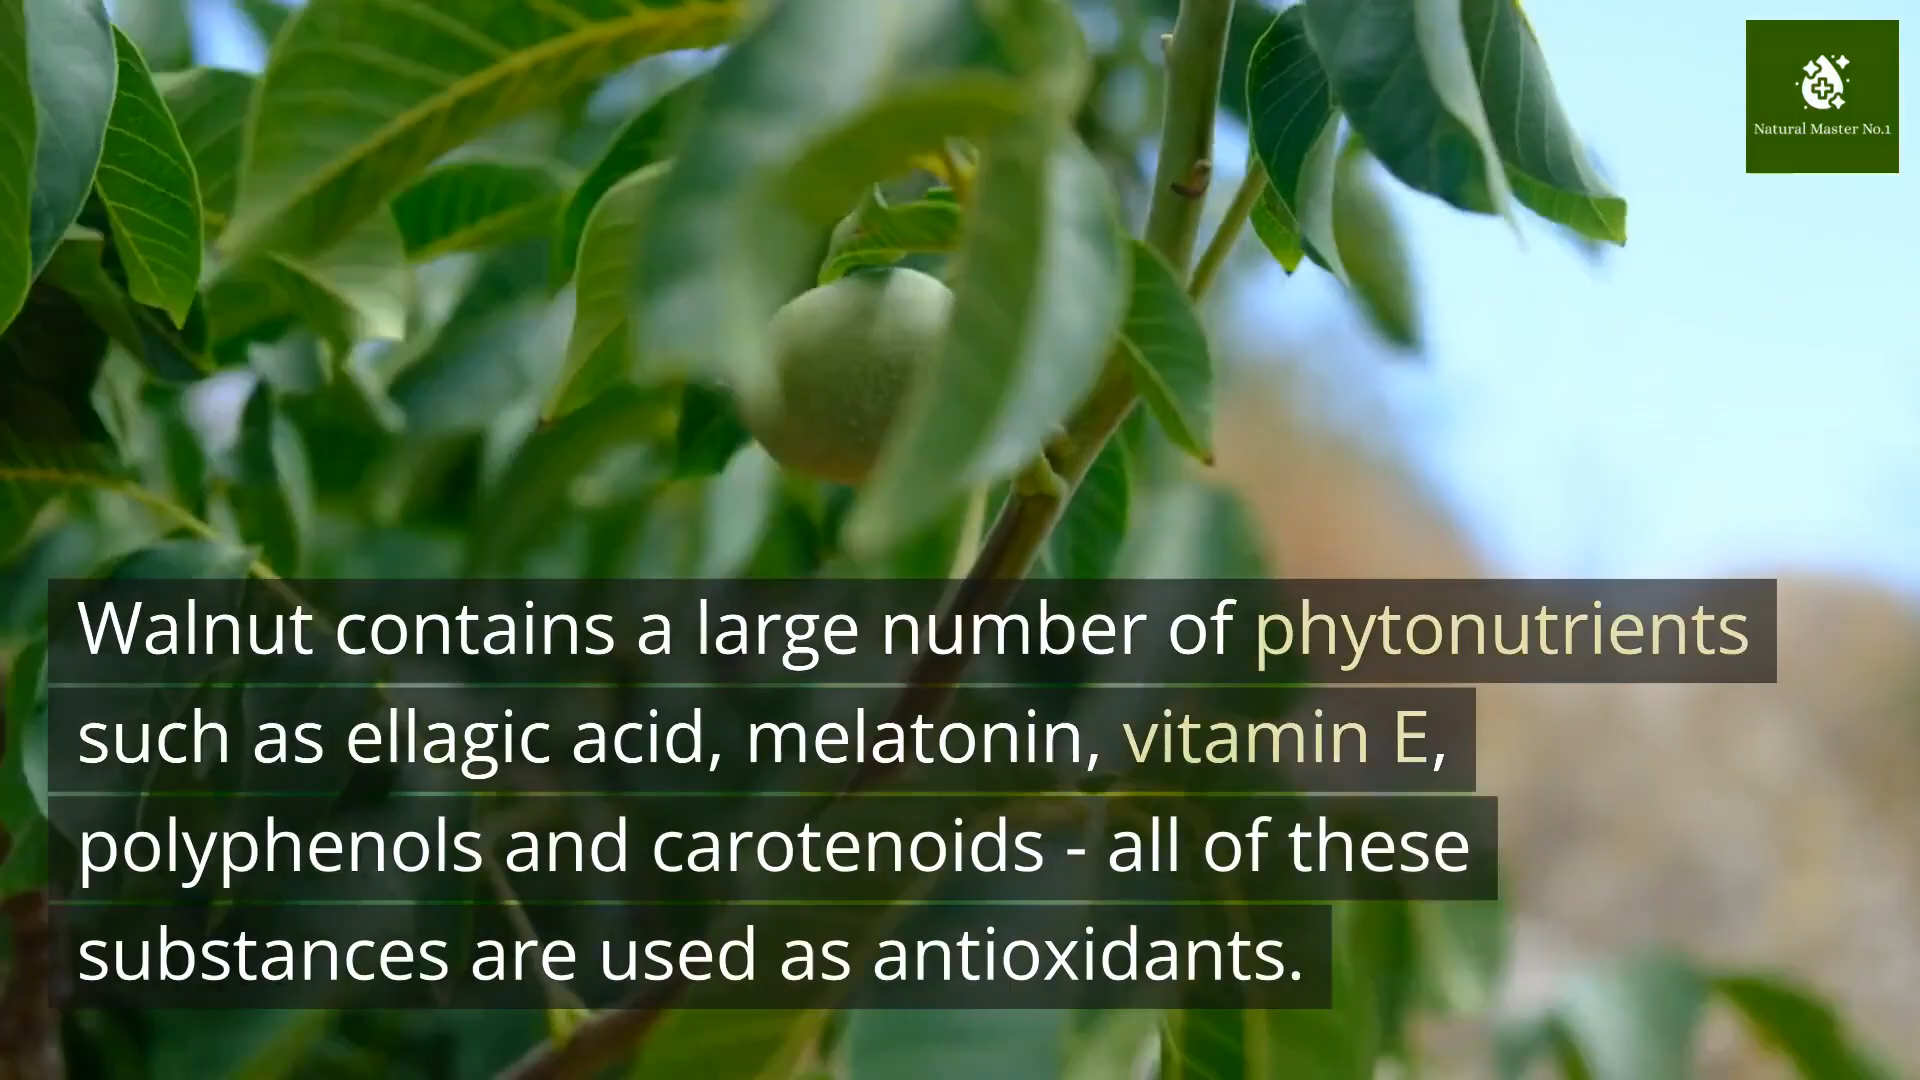 Natural Master No.1
Walnut contains a large number of phytonutrients
such as ellagic acid, melatonin, vitamin E,
polyphenols and carotenoids - all of these
substances are used as antioxidants.